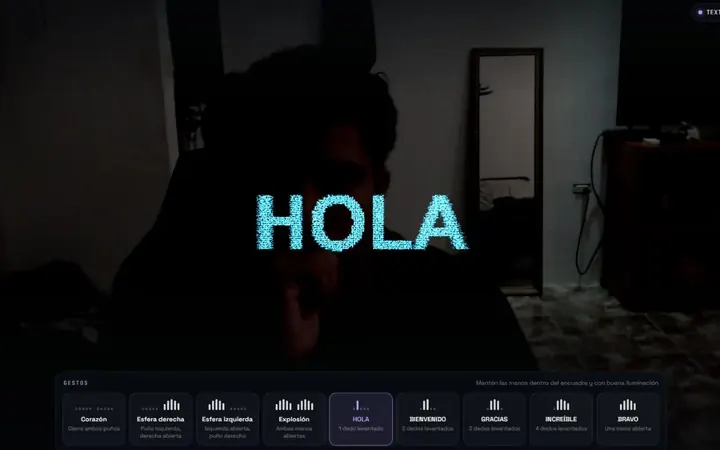 TEXT
HOLA
GESTOS
Mantén las manos dentro del encuadre y con buena iluminación
Corazón
Cierra ambos puños
Esfera derecha
Puño izquierdo, derecha abierta
Esfera izquierda
Izquierda abierta, puño derecho
Explosión
Ambas manos abiertas
HOLA
1 dedo levantado
BIENVENIDO
2 dedos levantados
GRACIAS
3 dedos levantados
INCREÍBLE
4 dedos levantados
BRAVO
Una mano abierta